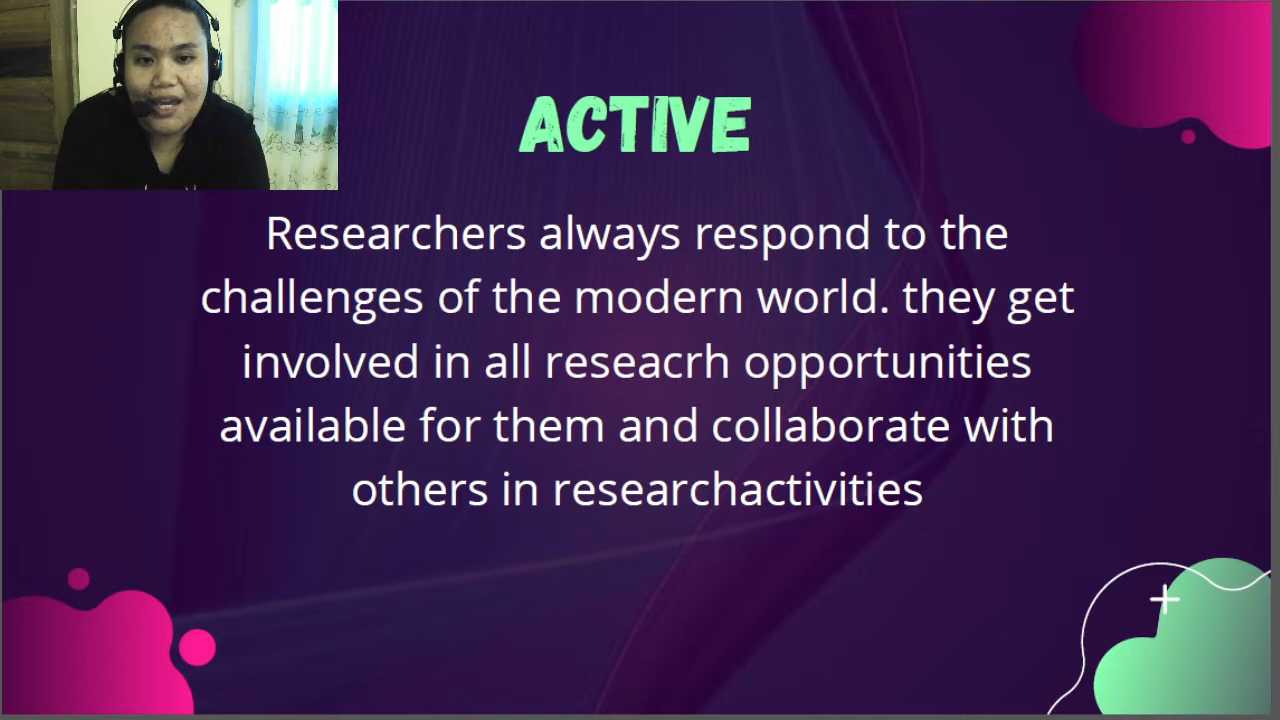 ACTIVE
Researchers always respond to the
challenges of the modern world. they get
involved in all reseacrh opportunities
available for them and collaborate with
others in researchactivities